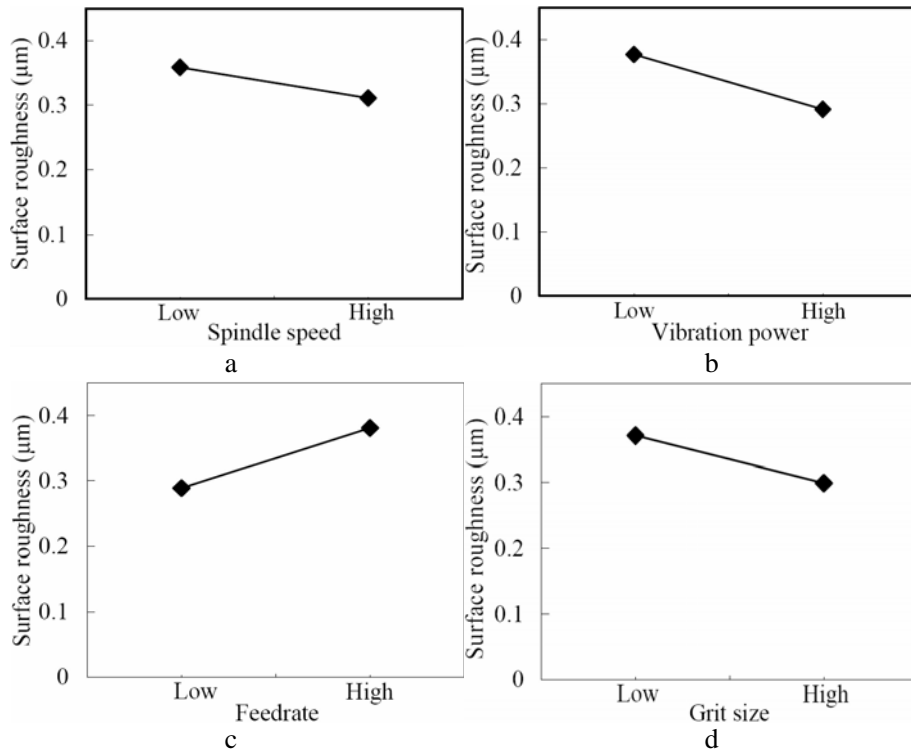 Surface roughness (µm)
0.4
0.3
0.2
0.1
0
Low High
Spindle speed
a
Surface roughness (µm)
0.4
0.3
0.2
0.1
0
Low High
Vibration power
b
Surface roughness (µm)
0.4
0.3
0.2
0.1
0
Low High
Feedrate
c
Surface roughness (µm)
0.4
0.3
0.2
0.1
0
Low High
Grit size
d